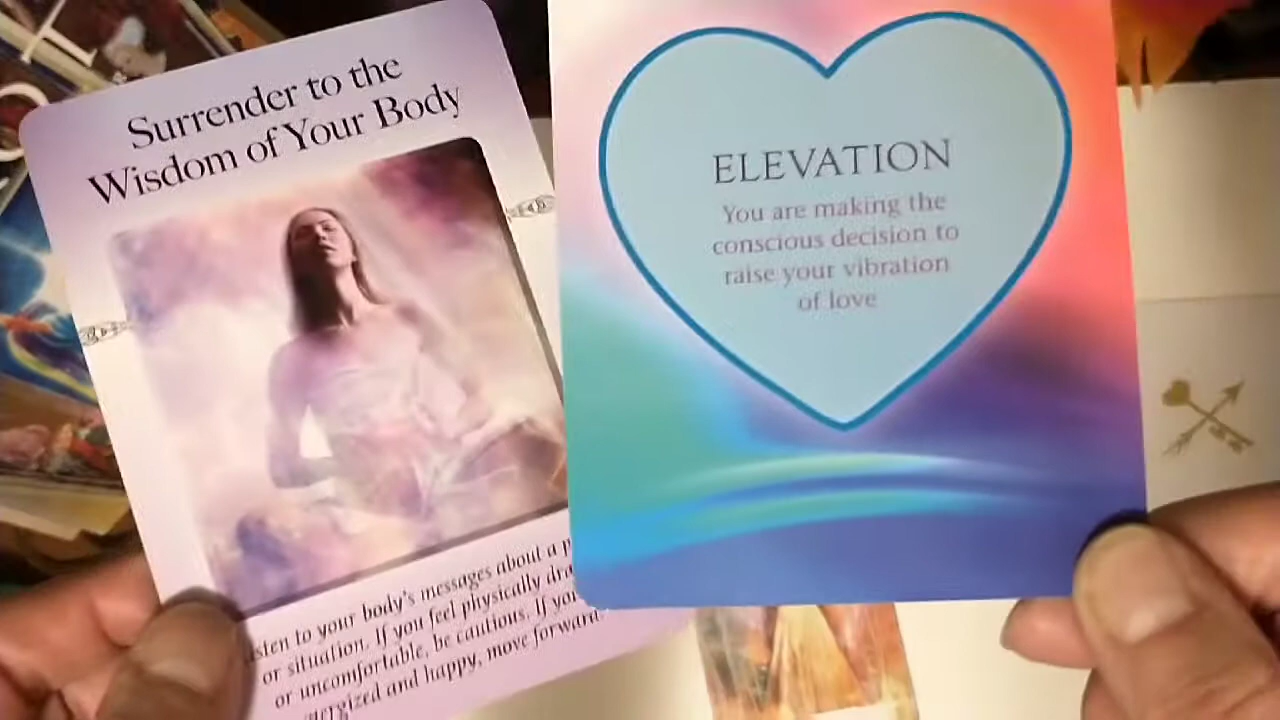 Surrender to the
Wisdom of Your Body
sten to your body's messages about a p
or situation. If you feel physically dra
or uncomfortable, be cautious. If you
ergized and happy, move forward.
ELEVATION
You are making the
conscious decision to
raise your vibration
of love